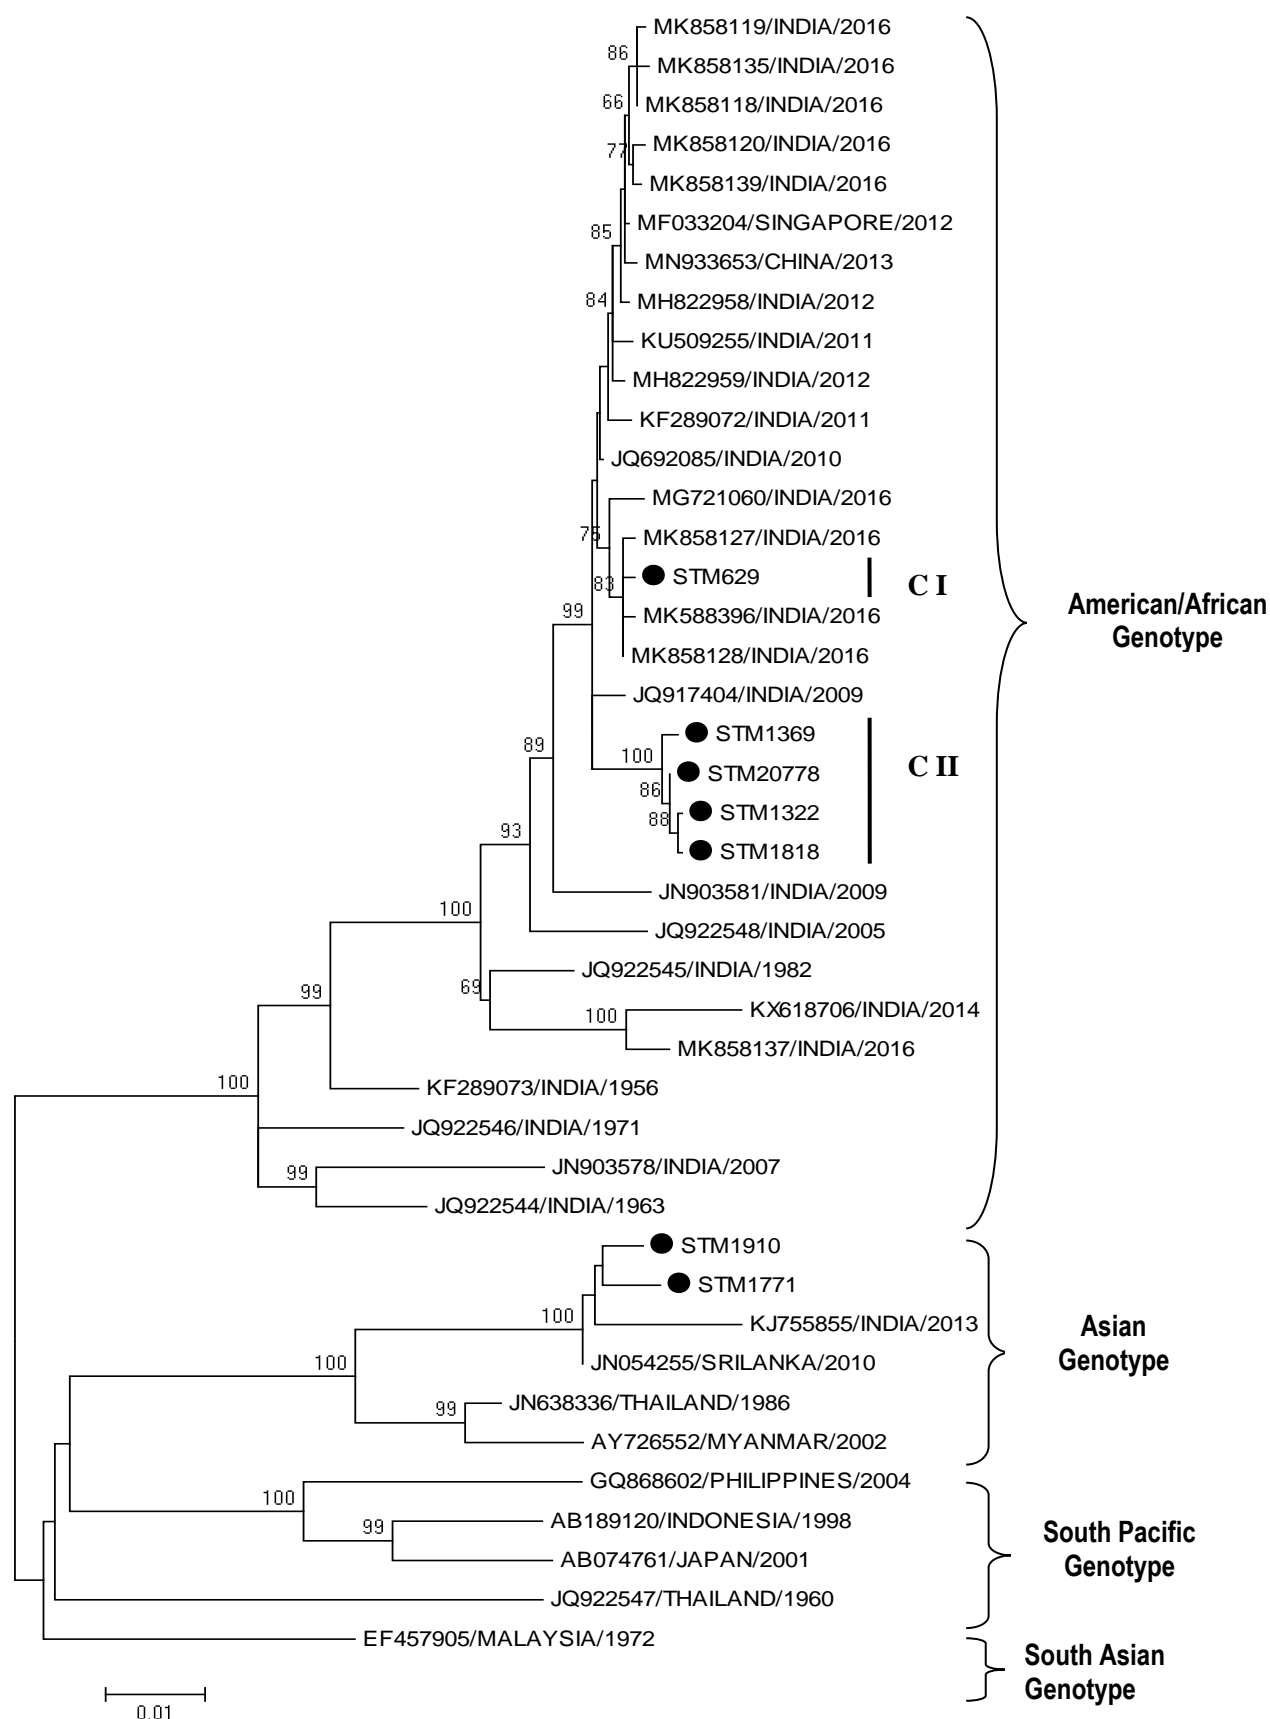 MK858119/INDIA/2016
86
MK858135/INDIA/2016
66
MK858118/INDIA/2016
MK858120/INDIA/2016
77
MK858139/INDIA/2016
MF033204/SINGAPORE/2012
85
MN933653/CHINA/2013
84
MH822958/INDIA/2012
KU509255/INDIA/2011
MH822959/INDIA/2012
KF289072/INDIA/2011
JQ692085/INDIA/2010
MG721060/INDIA/2016
75
MK858127/INDIA/2016
83
STM629
C I
99
MK588396/INDIA/2016
American/African
Genotype
MK858128/INDIA/2016
JQ917404/INDIA/2009
STM1369
89
100
STM20778
C II
86
88
STM1322
93
STM1818
JN903581/INDIA/2009
100
JQ922548/INDIA/2005
JQ922545/INDIA/1982
69
99
KX618706/INDIA/2014
100
MK858137/INDIA/2016
100
KF289073/INDIA/1956
JQ922546/INDIA/1971
JN903578/INDIA/2007
99
JQ922544/INDIA/1963
STM1910
STM1771
100
KJ755855/INDIA/2013
Asian
Genotype
100
JN054255/SRILANKA/2010
JN638336/THAILAND/1986
99
AY726552/MYANMAR/2002
GQ868602/PHILIPPINES/2004
100
AB189120/INDONESIA/1998
99
South Pacific
Genotype
AB074761/JAPAN/2001
JQ922547/THAILAND/1960
EF457905/MALAYSIA/1972
South Asian
Genotype
0.01